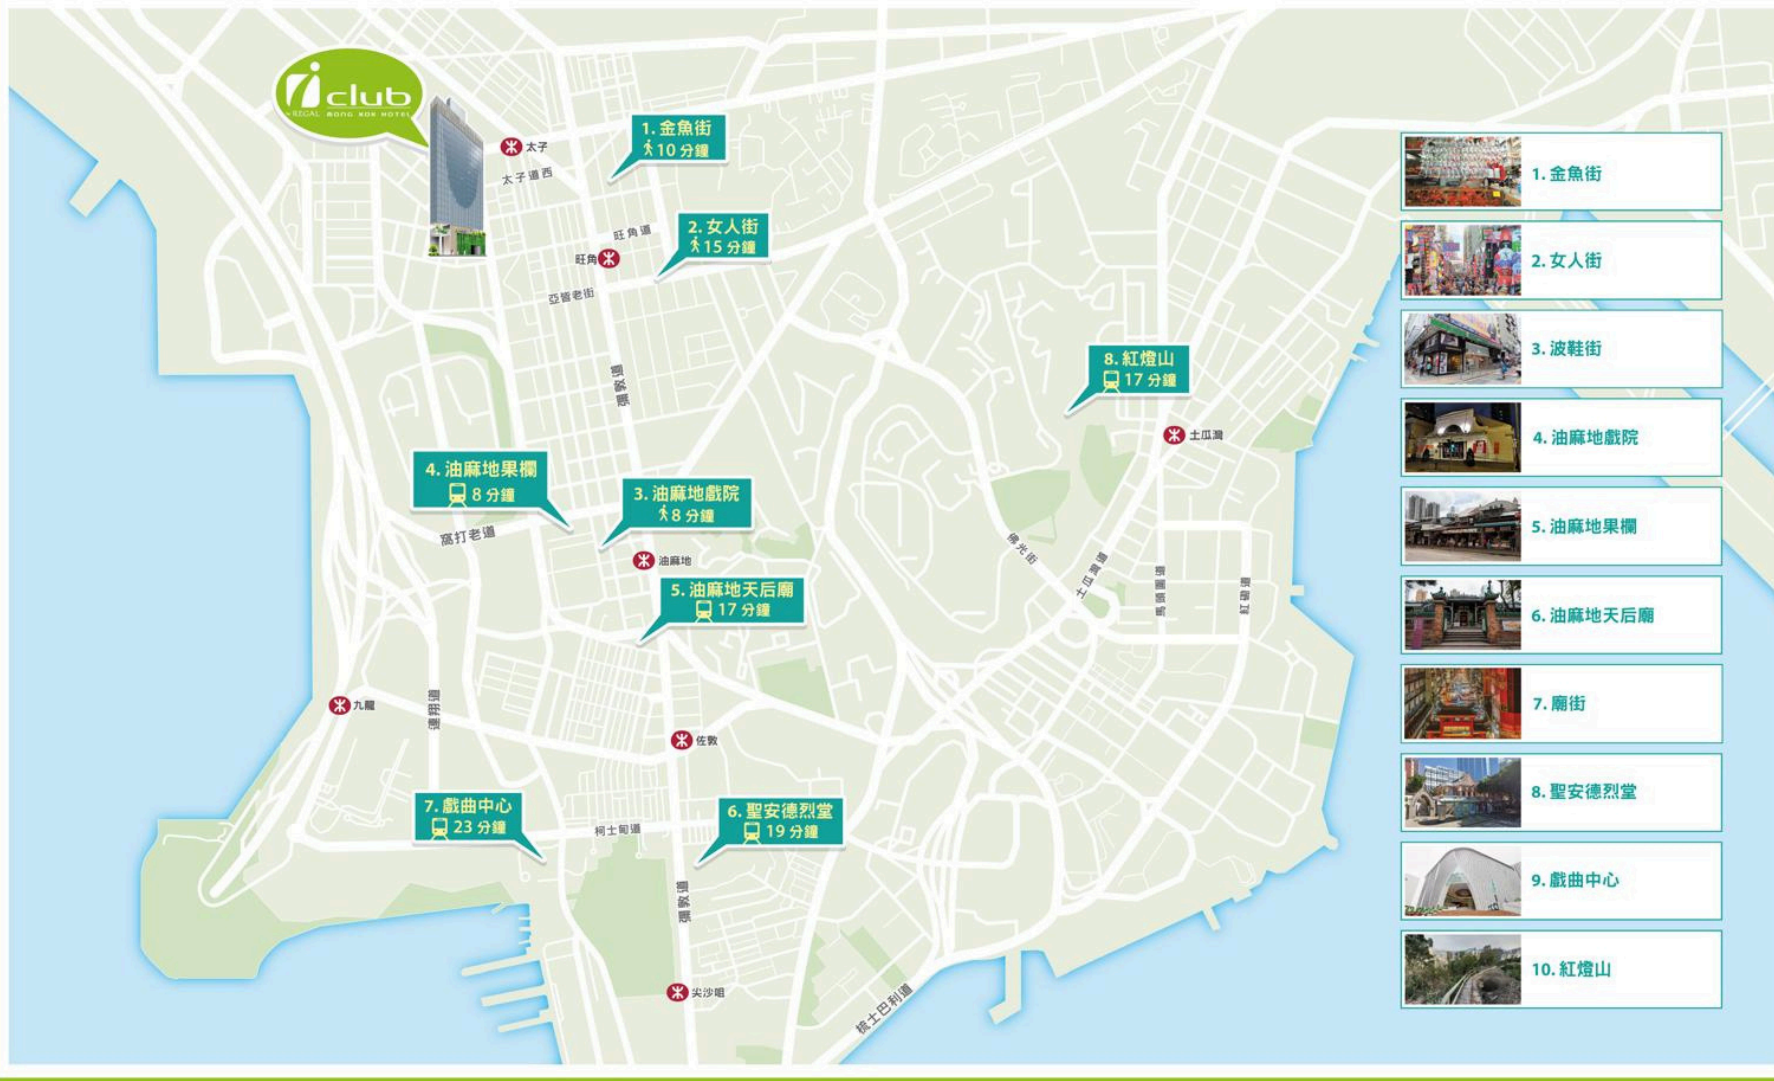 iclub
by REGAL MONG KOK HOTEL
太子
太子道西
1. 金魚街
10 分鐘
2. 女人街
15 分鐘
旺角道
旺角
亞皆老街
彌敦道
8. 紅燈山
17 分鐘
土瓜灣
4. 油麻地果欄
8 分鐘
3. 油麻地戲院
8 分鐘
窩打老道
油麻地
5. 油麻地天后廟
17 分鐘
佛光街
土瓜灣道
馬頭圍道
紅磡道
九龍
連翔道
佐敦
7. 戲曲中心
23 分鐘
柯士甸道
6. 聖安德烈堂
19 分鐘
彌敦道
尖沙咀
梳士巴利道
1. 金魚街
2. 女人街
3. 波鞋街
4. 油麻地戲院
5. 油麻地果欄
6. 油麻地天后廟
7. 廟街
8. 聖安德烈堂
9. 戲曲中心
10. 紅燈山